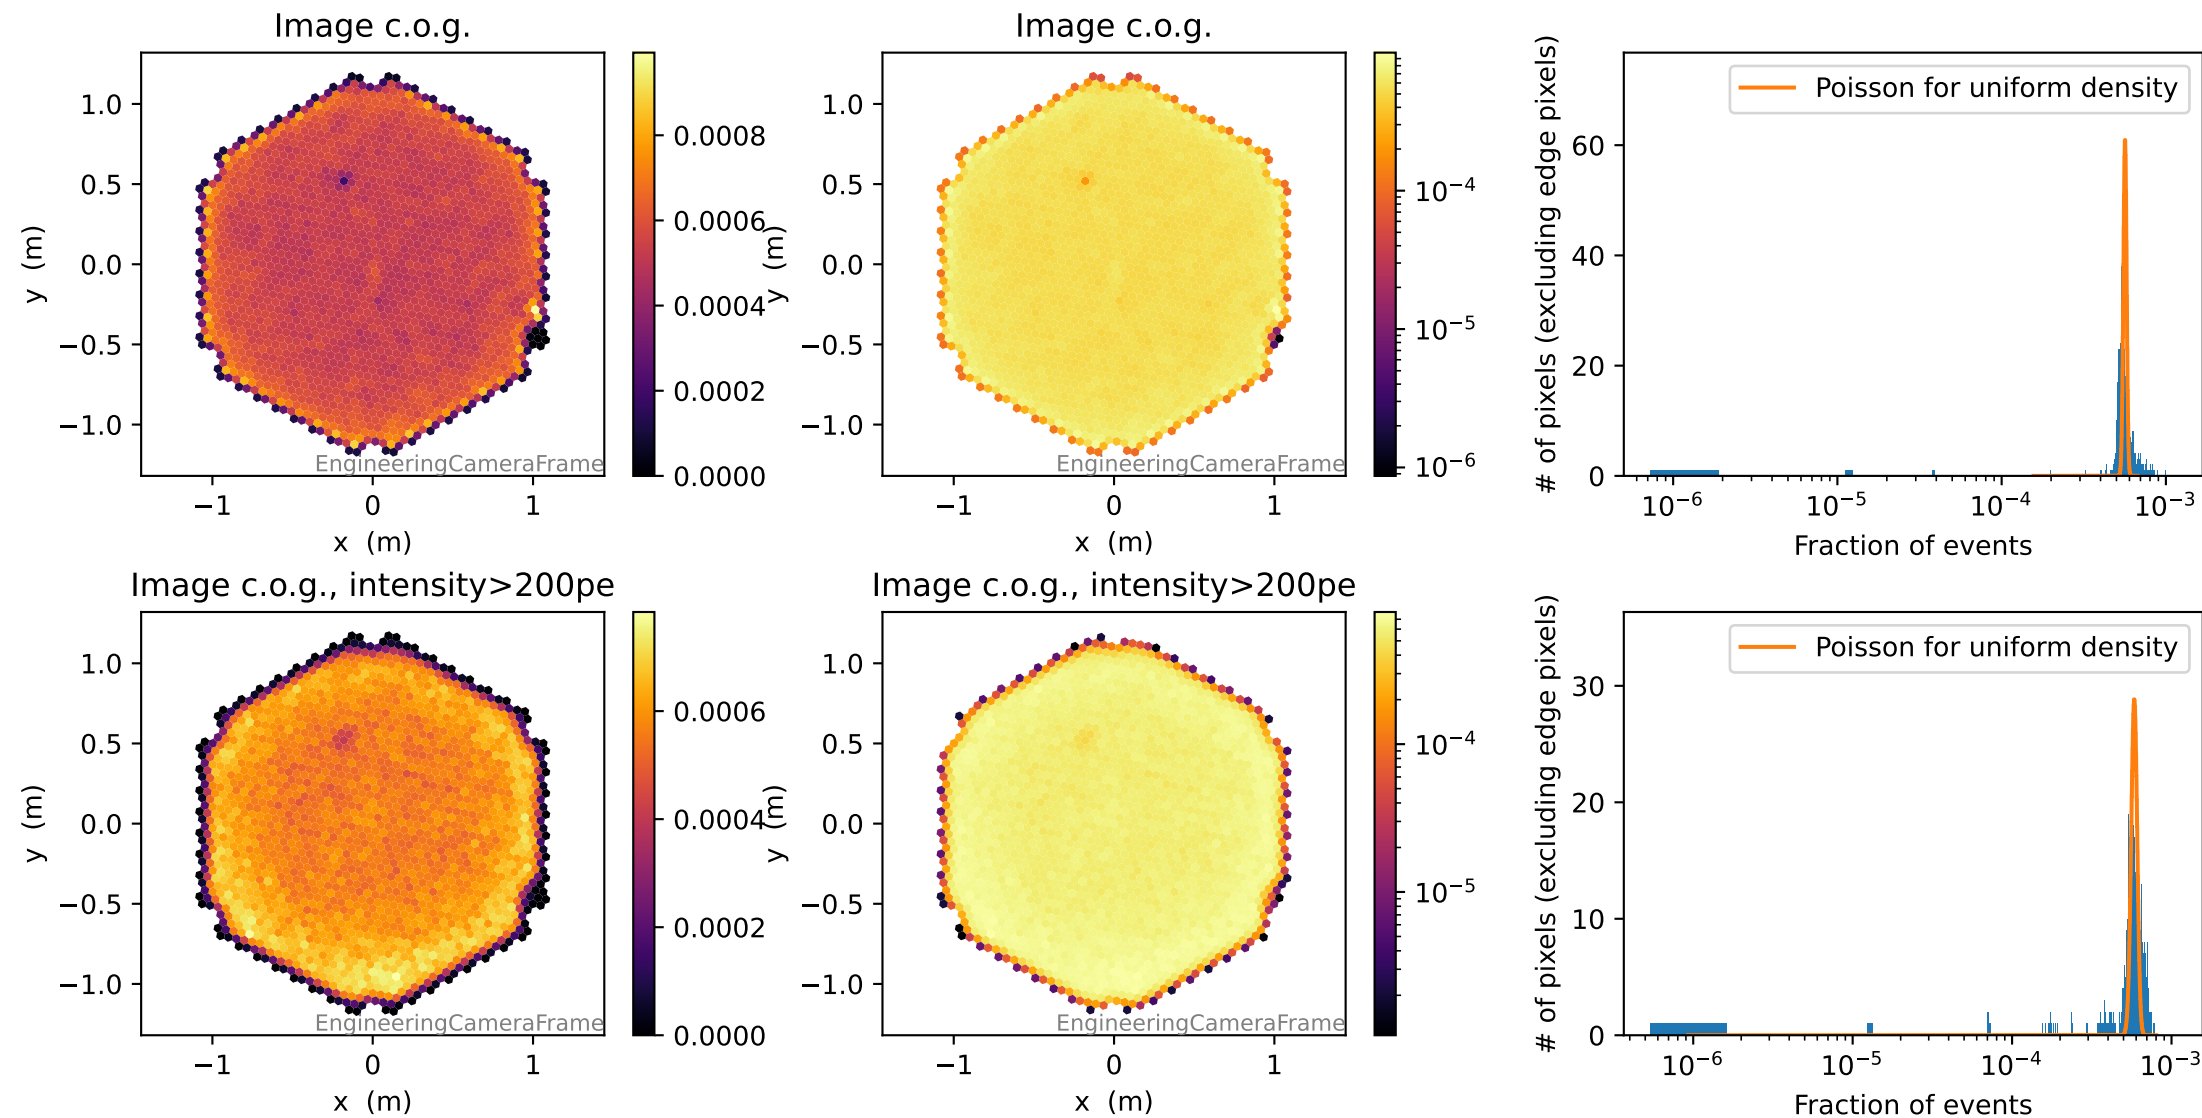 Image c.o.g.
y (m)
1.0
0.5
0.0
−0.5
−1.0
−1
0
1
x (m)
EngineeringCameraFrame
0.0008
0.0006
0.0004
0.0002
0.0000
Image c.o.g.
y (m)
1.0
0.5
0.0
−0.5
−1.0
−1
0
1
x (m)
EngineeringCameraFrame
10⁻⁴
10⁻⁵
10⁻⁶
# of pixels (excluding edge pixels)
60
40
20
0
Poisson for uniform density
10⁻⁶
10⁻⁵
10⁻⁴
10⁻³
Fraction of events
Image c.o.g., intensity>200pe
y (m)
1.0
0.5
0.0
−0.5
−1.0
−1
0
1
x (m)
EngineeringCameraFrame
0.0006
0.0004
0.0002
0.0000
Image c.o.g., intensity>200pe
y (m)
1.0
0.5
0.0
−0.5
−1.0
−1
0
1
x (m)
EngineeringCameraFrame
10⁻⁴
10⁻⁵
# of pixels (excluding edge pixels)
30
20
10
0
Poisson for uniform density
10⁻⁶
10⁻⁵
10⁻⁴
10⁻³
Fraction of events